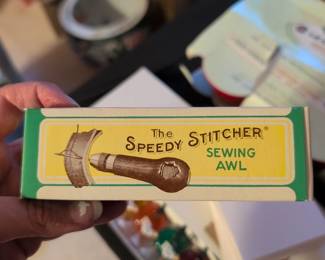 The
SPEEDY STITCHER®
SEWING
AWL